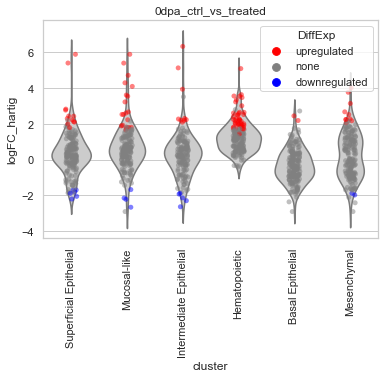 0dpa_ctrl_vs_treated
DiffExp
upregulated
none
downregulated
logFC_hartig
6
4
2
0
−2
−4
Superficial Epithelial
Mucosal-like
Intermediate Epithelial
Hematopoietic
Basal Epithelial
Mesenchymal
cluster